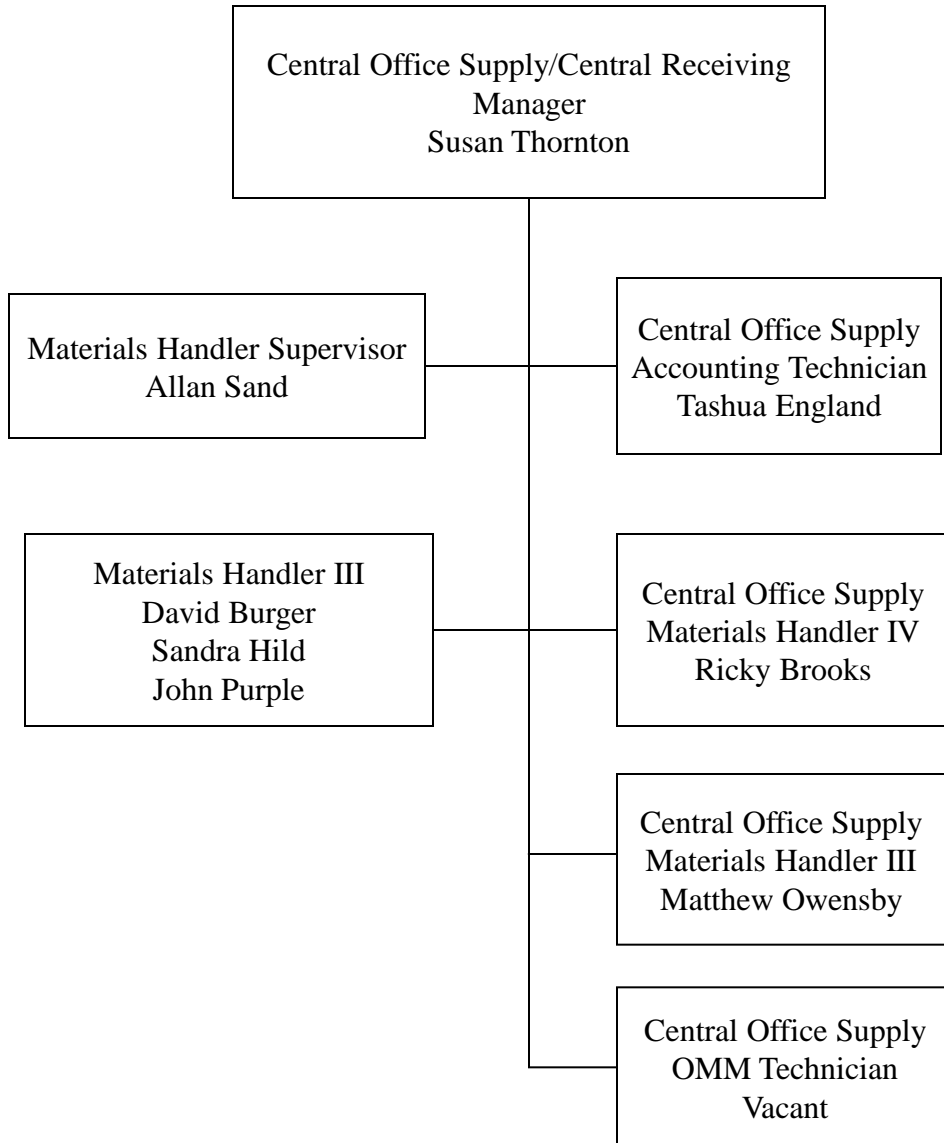 Central Office Supply/Central Receiving
Manager
Susan Thornton
Materials Handler Supervisor
Allan Sand
Central Office Supply
Accounting Technician
Tashua England
Materials Handler III
David Burger
Sandra Hild
John Purple
Central Office Supply
Materials Handler IV
Ricky Brooks
Central Office Supply
Materials Handler III
Matthew Owensby
Central Office Supply
OMM Technician
Vacant